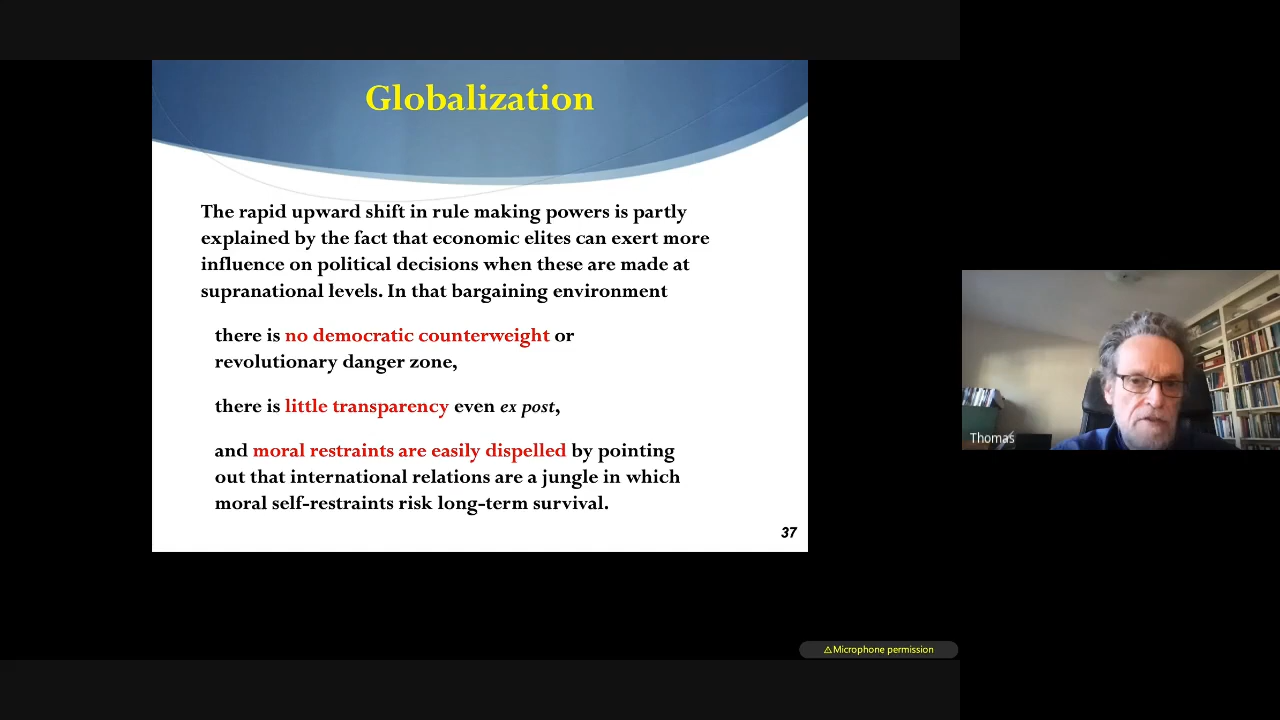 Globalization
The rapid upward shift in rule making powers is partly
explained by the fact that economic elites can exert more
influence on political decisions when these are made at
supranational levels. In that bargaining environment
there is no democratic counterweight or
revolutionary danger zone,
there is little transparency even ex post,
and moral restraints are easily dispelled by pointing
out that international relations are a jungle in which
moral self-restraints risk long-term survival.
37
Thomas
⚠Microphone permission